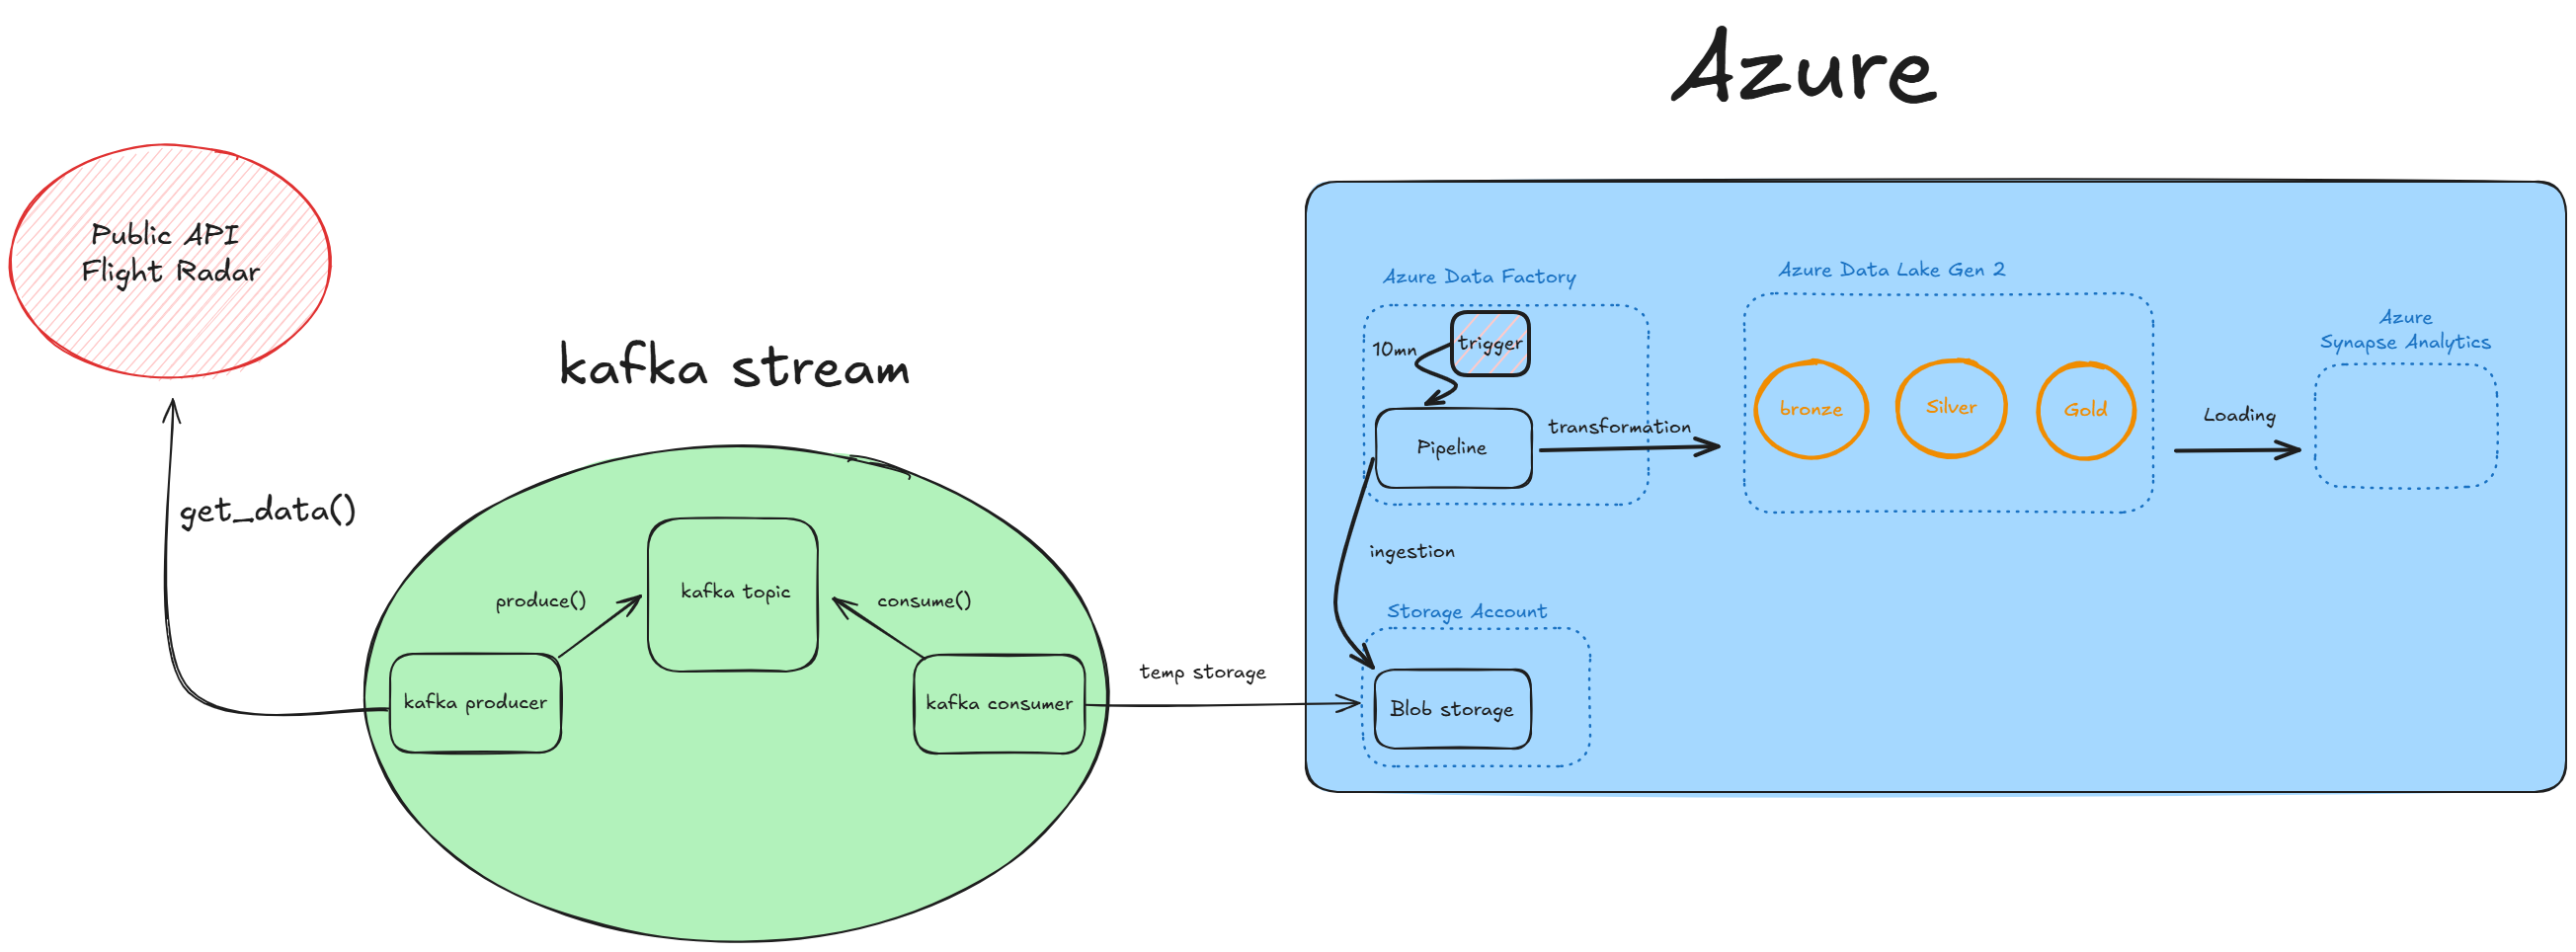 Azure
Public API
Flight Radar
kafka stream
get_data()
produce()
kafka topic
consume()
kafka producer
kafka consumer
temp storage
Azure Data Factory
10mn
trigger
Pipeline
transformation
ingestion
Storage Account
Blob storage
Azure Data Lake Gen 2
bronze
Silver
Gold
Loading
Azure
Synapse Analytics